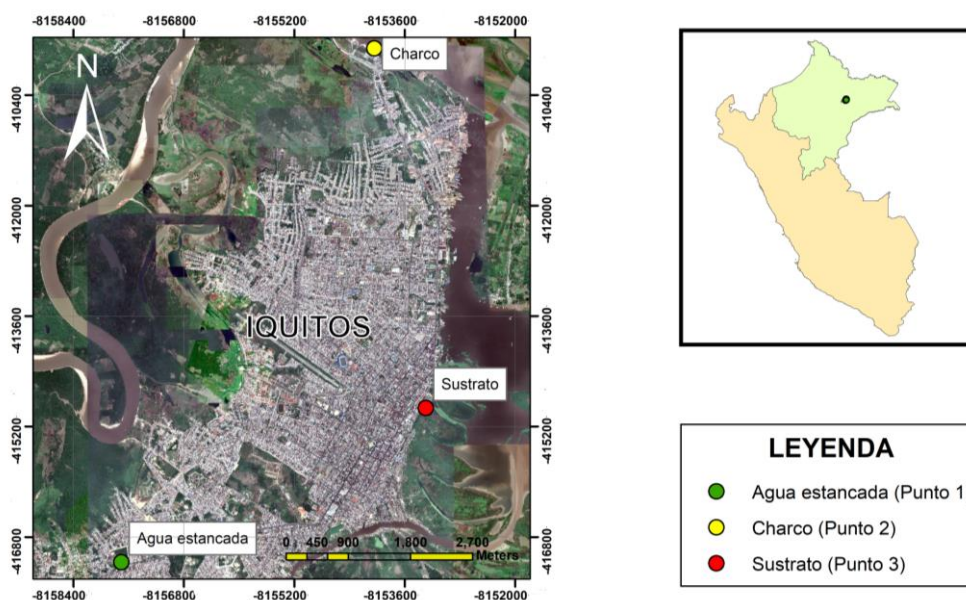 -8158400 -8156800 -8155200 -8153600 -8152000
Charco
N
-410400 -410400
-412000 -412000
IQUITOS
-413600 -413600
Sustrato
-415200 -415200
LEYENDA
Agua estancada (Punto 1
Charco (Punto 2)
Sustrato (Punto 3)
Agua estancada
0 450 900 1,800 2,700
Meters
-416800 -416800
-8158400 -8156800 -8155200 -8153600 -8152000